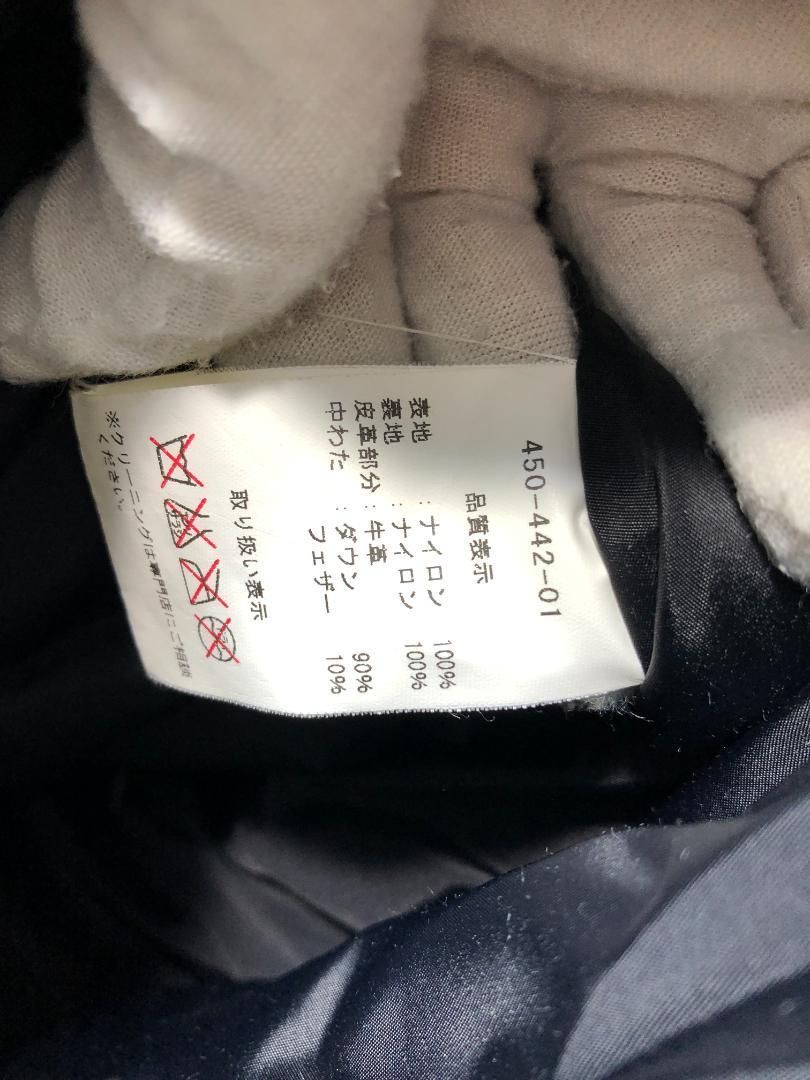 450-442-01
品質表示
表地 : ナイロン 100%
裏地 : ナイロン 100%
皮革部分 : 牛革
中わた : ダウン 90%
フェザー 10%
取り扱い表示
※クリーニングは専門店にご相談
ください。